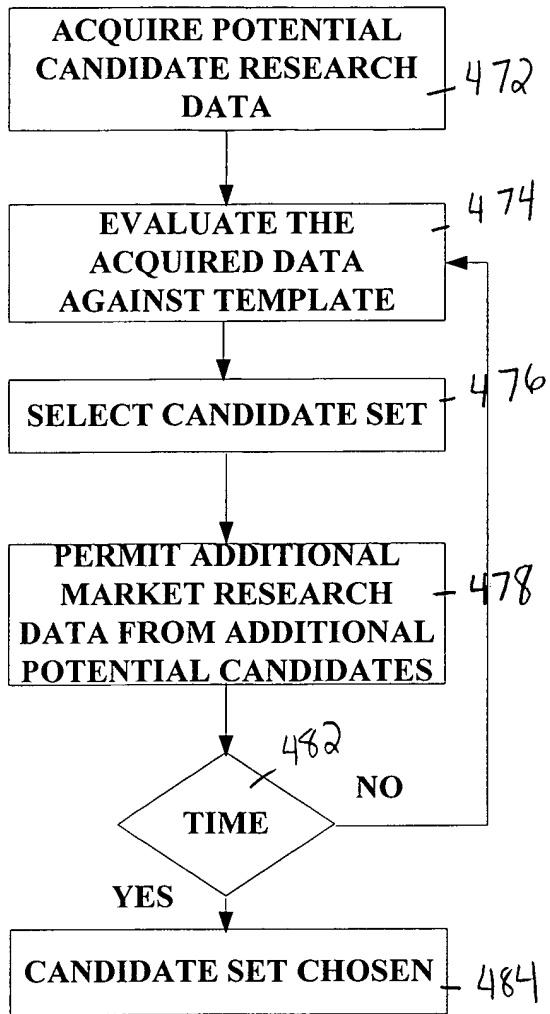 ACQUIRE POTENTIAL
CANDIDATE RESEARCH
DATA
472
EVALUATE THE
ACQUIRED DATA
AGAINST TEMPLATE
474
SELECT CANDIDATE SET
476
PERMIT ADDITIONAL
MARKET RESEARCH
DATA FROM ADDITIONAL
POTENTIAL CANDIDATES
478
482
TIME
NO
YES
CANDIDATE SET CHOSEN
484